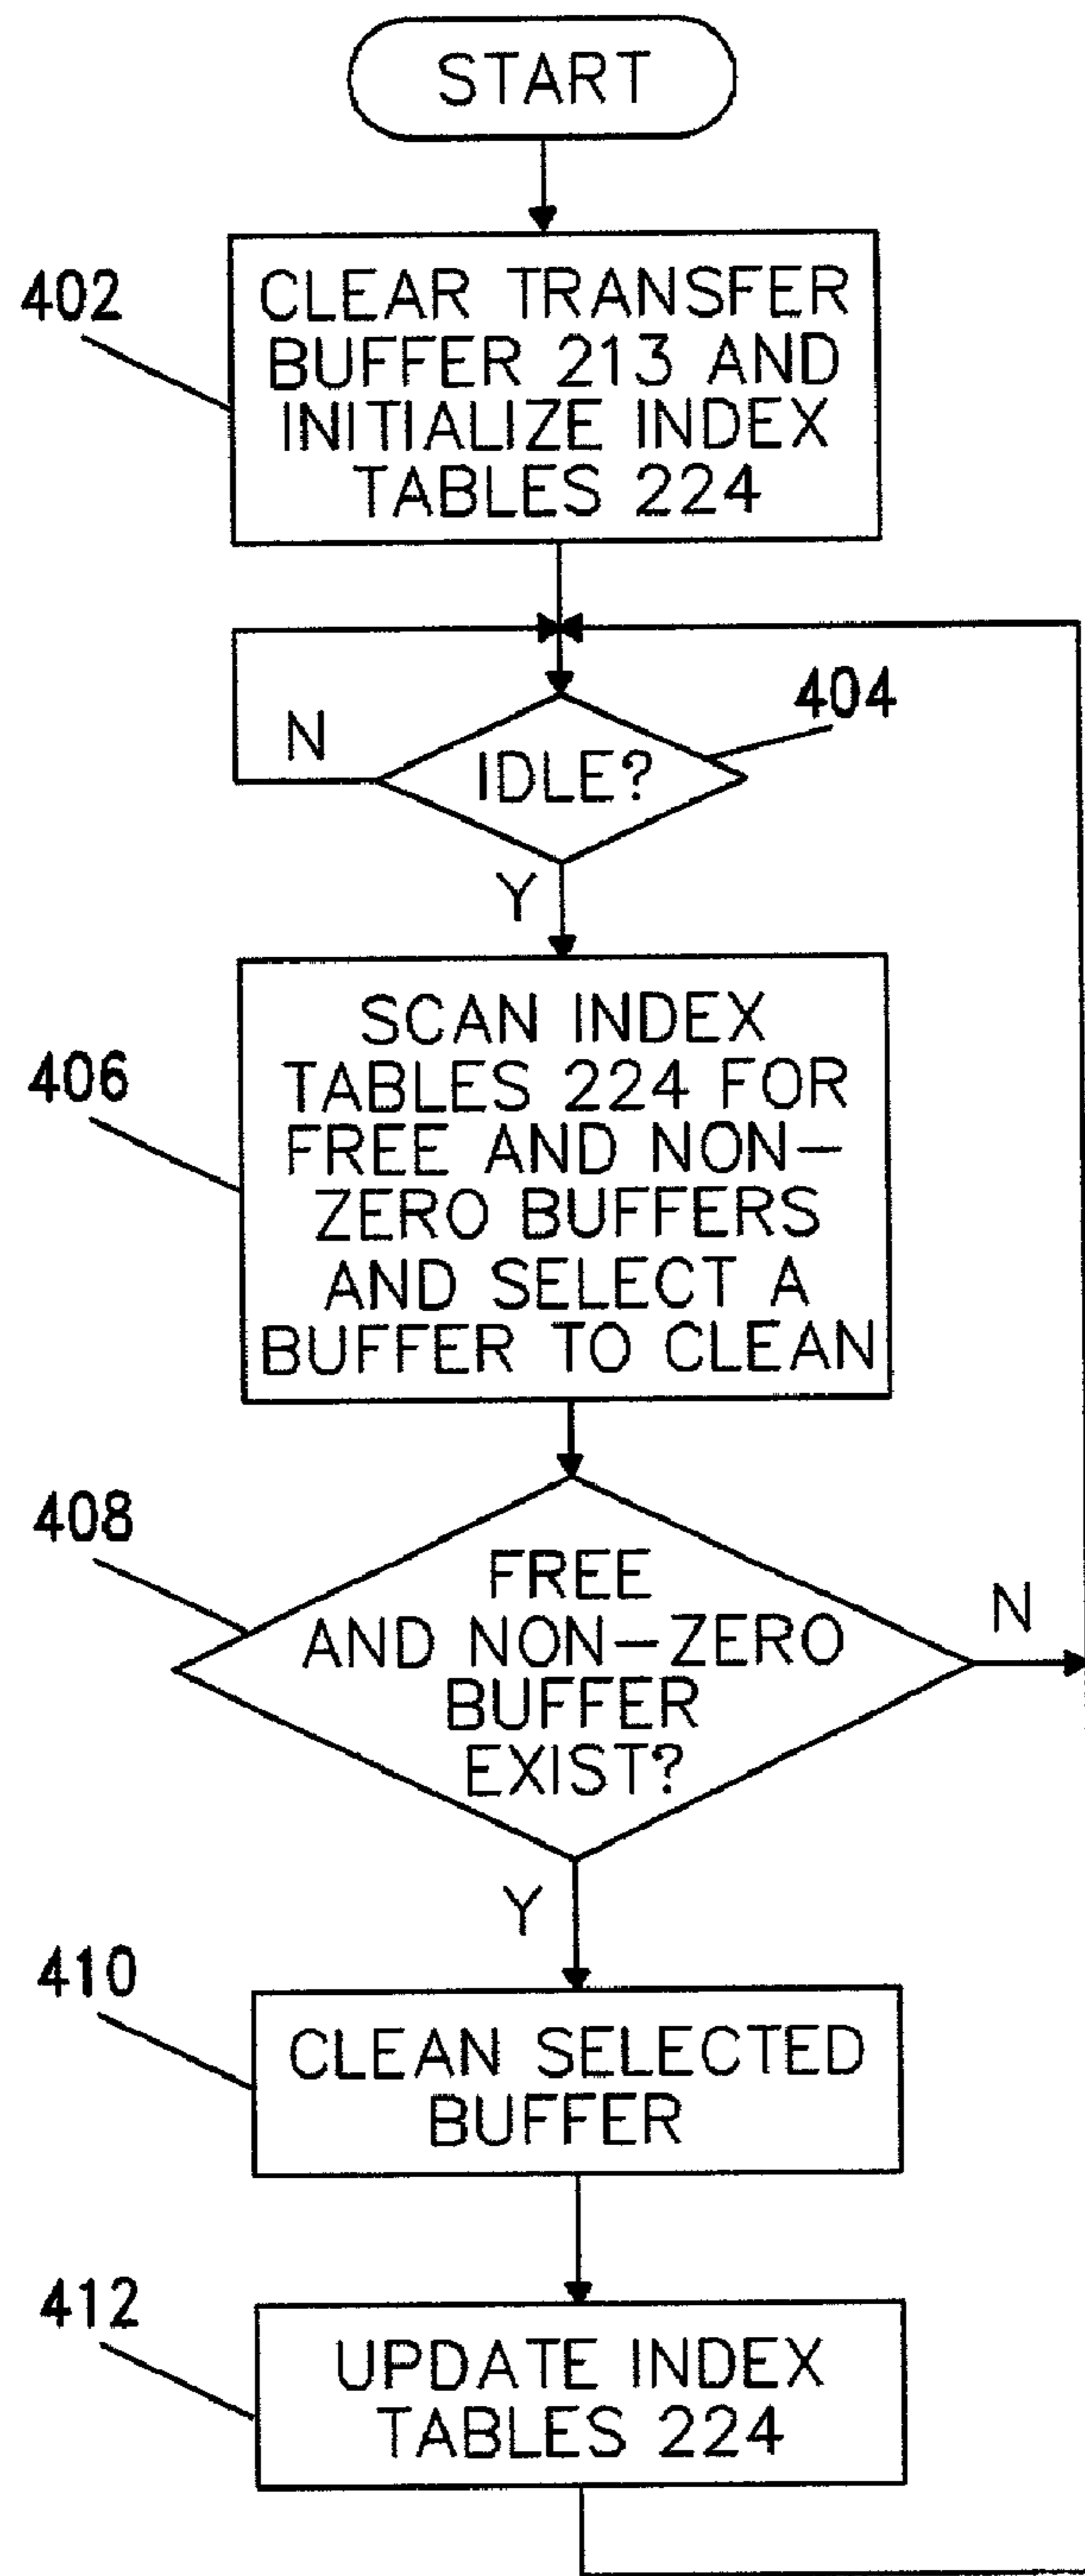 START
402
CLEAR TRANSFER
BUFFER 213 AND
INITIALIZE INDEX
TABLES 224
404
N
IDLE?
Y
406
SCAN INDEX
TABLES 224 FOR
FREE AND NON-
ZERO BUFFERS
AND SELECT A
BUFFER TO CLEAN
408
FREE
AND NON-ZERO
BUFFER
EXIST?
N
Y
410
CLEAN SELECTED
BUFFER
412
UPDATE INDEX
TABLES 224